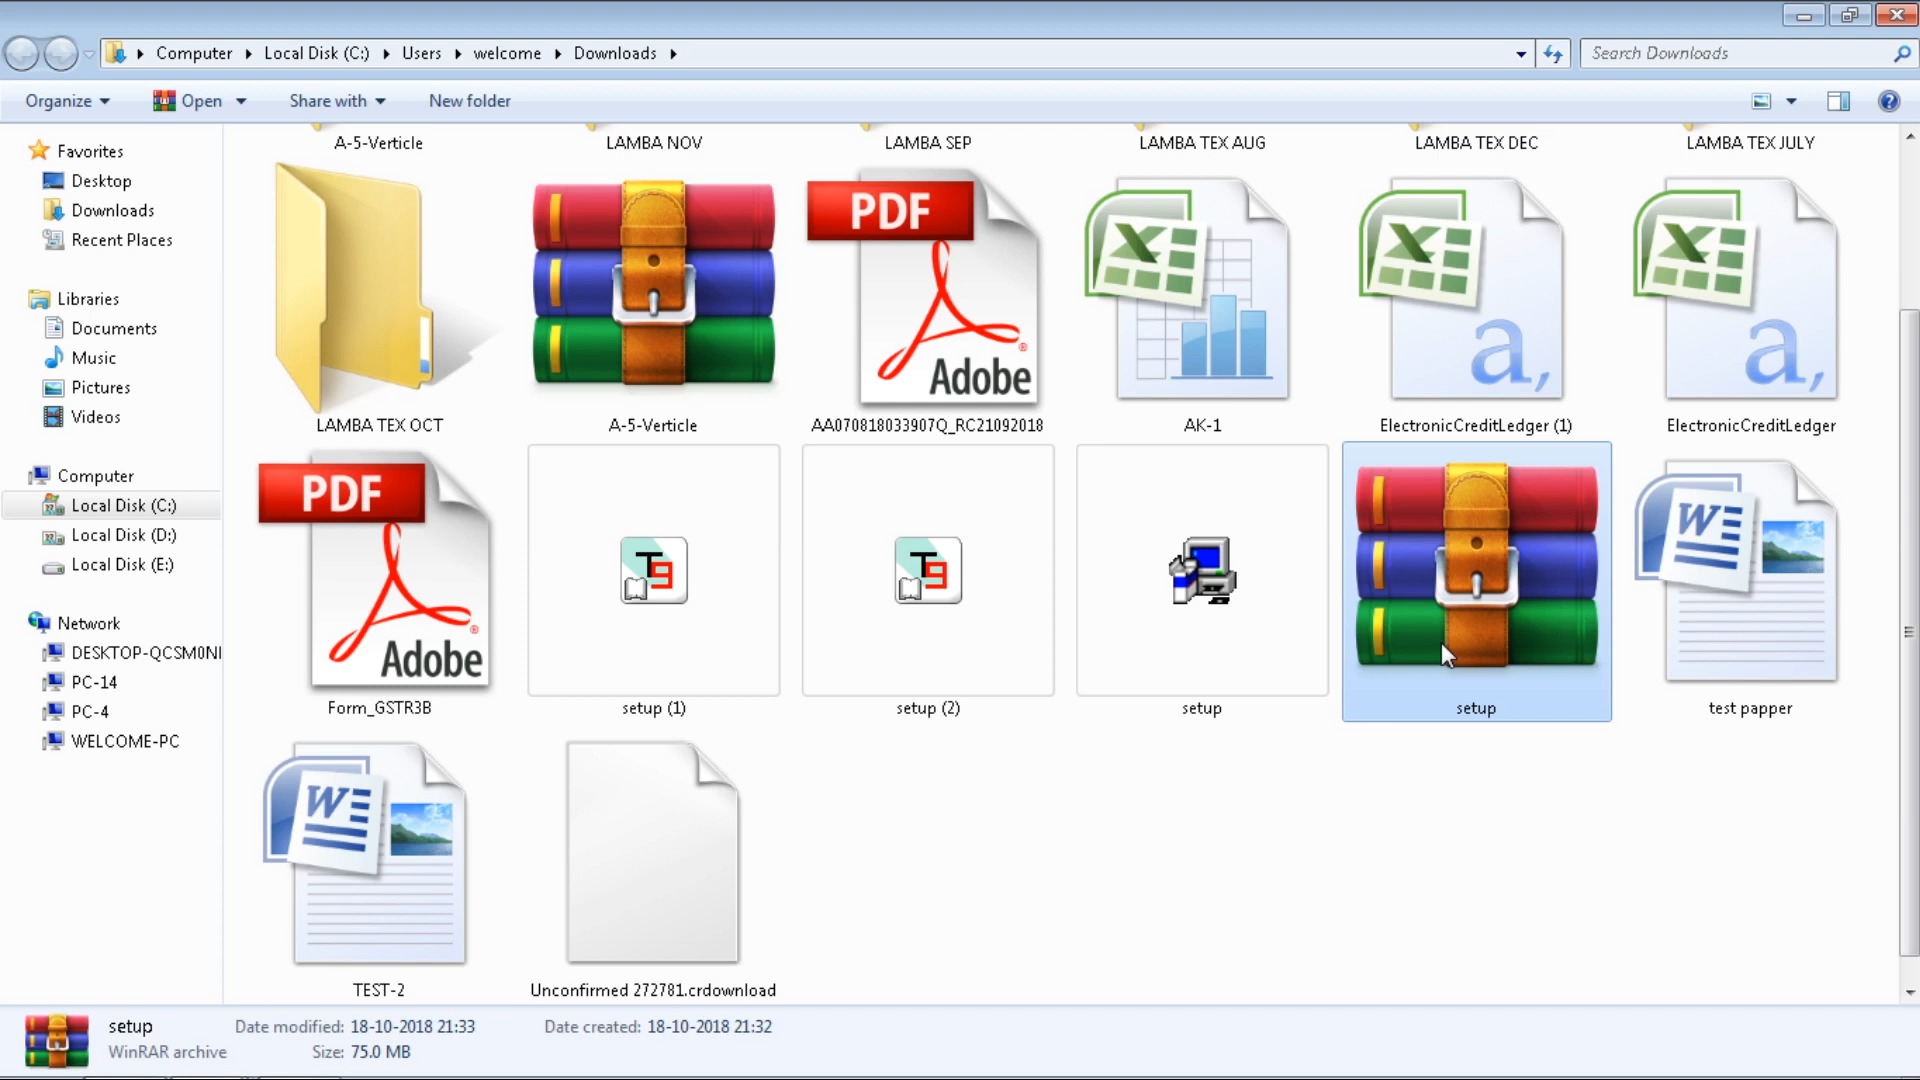 Computer Local Disk (C:) Users welcome Downloads
Search Downloads
Organize Open Share with New folder
Favorites
Desktop
Downloads
Recent Places
Libraries
Documents
Music
Pictures
Videos
Computer
Local Disk (C:)
Local Disk (D:)
Local Disk (E:)
Network
DESKTOP-QCSM0NI
PC-14
PC-4
WELCOME-PC
A-5-Verticle LAMBA NOV LAMBA SEP LAMBA TEX AUG LAMBA TEX DEC LAMBA TEX JULY
PDF
Adobe
a, a,
LAMBA TEX OCT A-5-Verticle AA070818033907Q_RC21092018 AK-1 ElectronicCreditLedger (1) ElectronicCreditLedger
PDF
T9 T9
W
Adobe
Form_GSTR3B setup (1) setup (2) setup setup test papper
W
TEST-2 Unconfirmed 272781.crdownload
setup Date modified: 18-10-2018 21:33 Date created: 18-10-2018 21:32
WinRAR archive Size: 75.0 MB